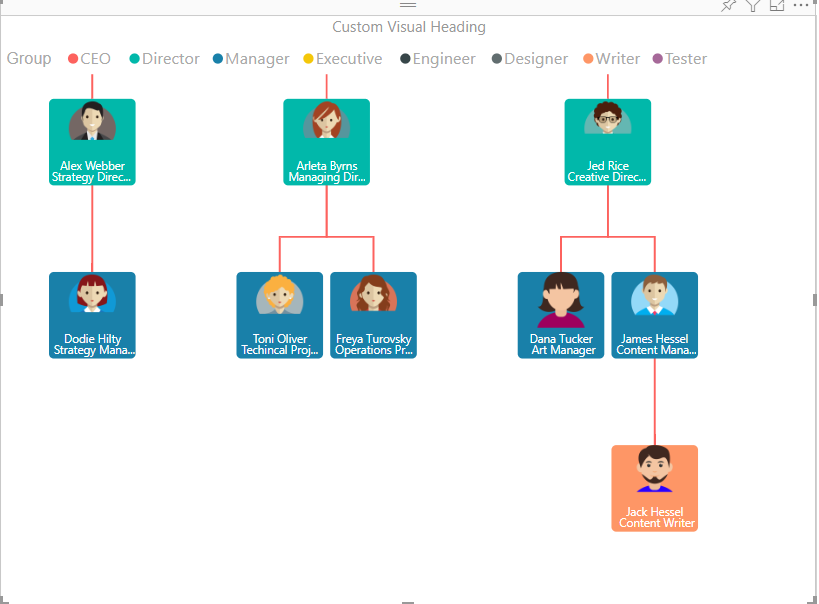 Custom Visual Heading
Group CEO Director Manager Executive Engineer Designer Writer Tester
Alex Webber
Strategy Direc...
Arleta Byrns
Managing Dir...
Jed Rice
Creative Direc...
Dodie Hilty
Strategy Mana...
Toni Oliver
Techincal Proj...
Freya Turovsky
Operations Pr...
Dana Tucker
Art Manager
James Hessel
Content Mana...
Jack Hessel
Content Writer